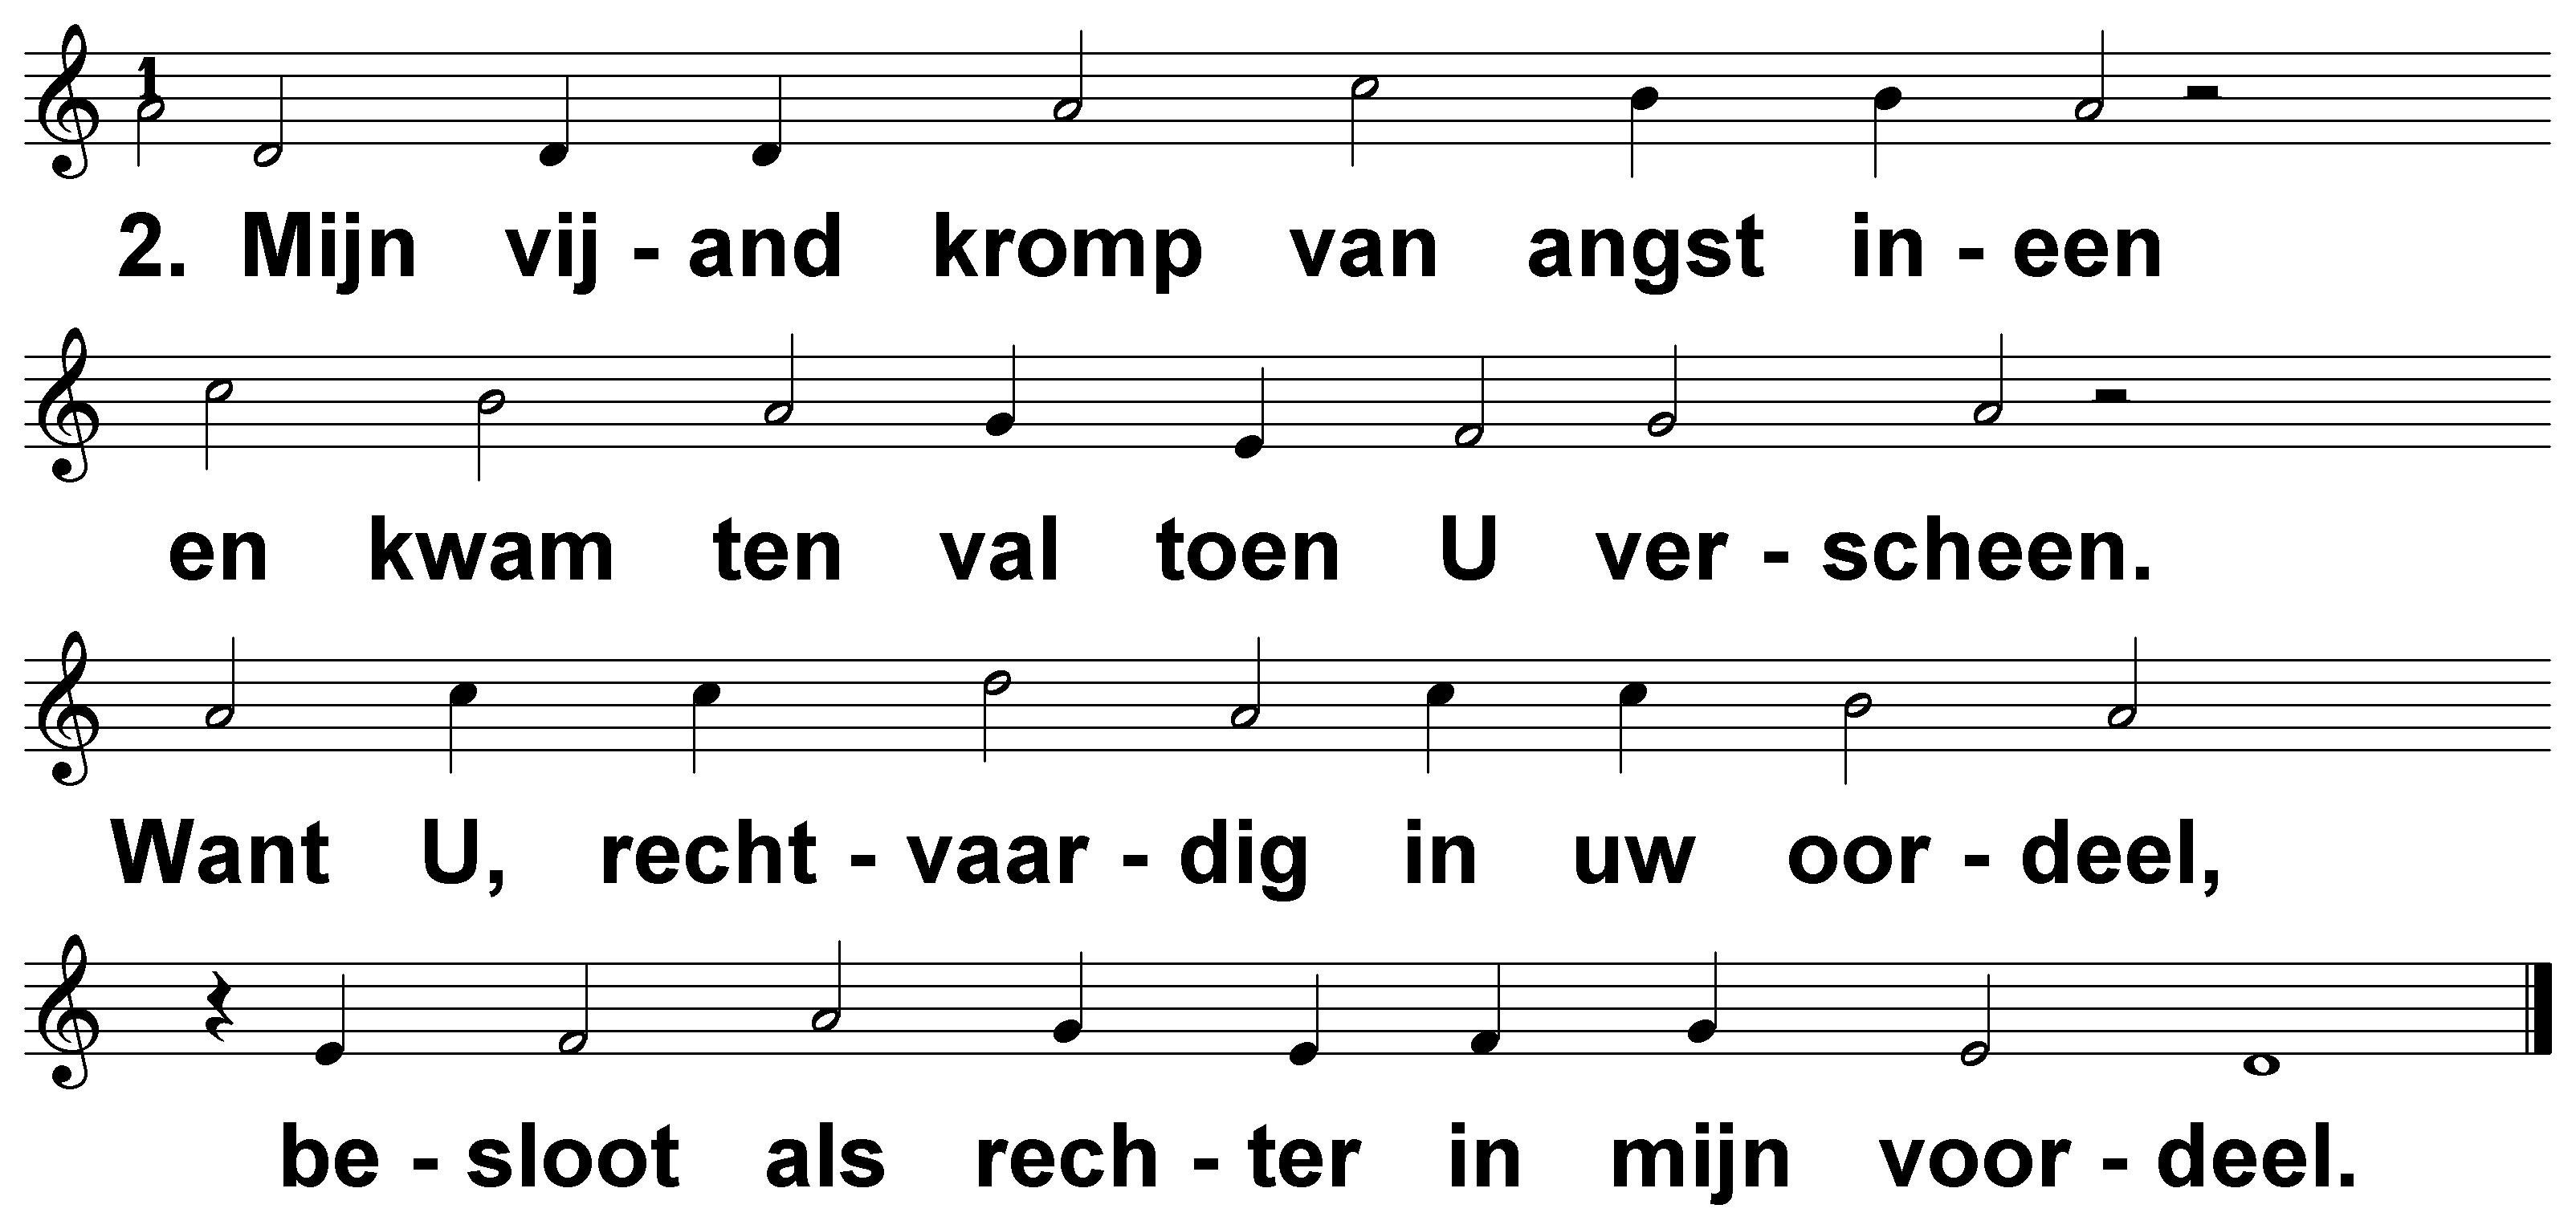 1
2. Mijn vij - and kromp van angst in - een
en kwam ten val toen U ver - scheen.
Want U, recht - vaar - dig in uw oor - deel,
be - sloot als rech - ter in mijn voor - deel.